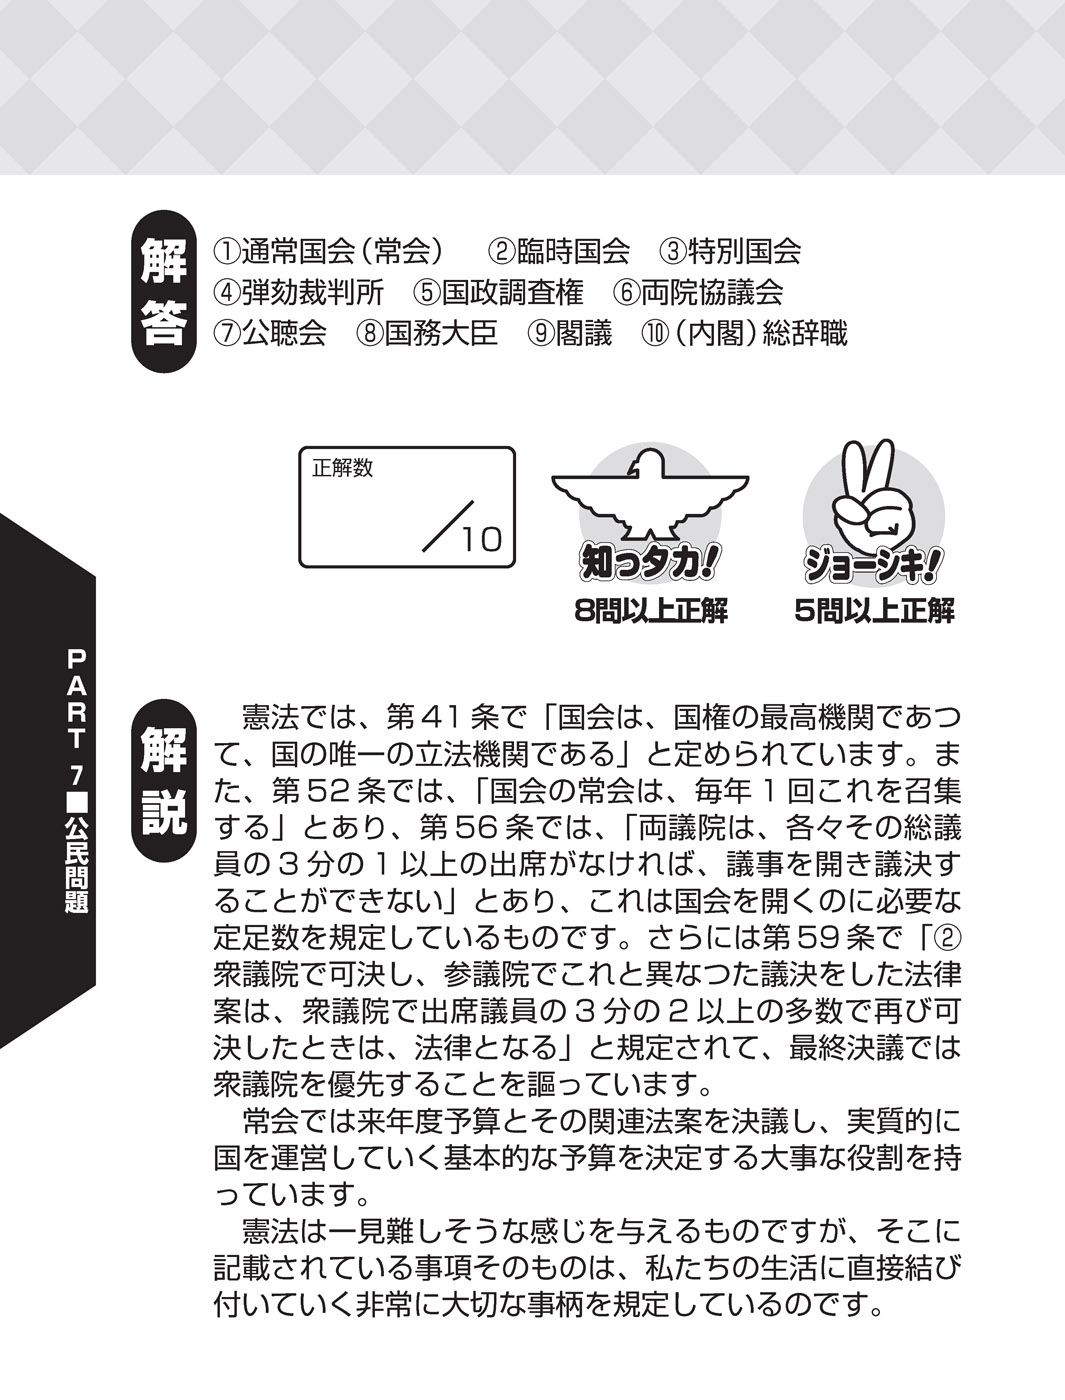 解答
①通常国会（常会）　②臨時国会　③特別国会
④弾劾裁判所　⑤国政調査権　⑥両院協議会
⑦公聴会　⑧国務大臣　⑨閣議　⑩（内閣）総辞職
正解数
／10
知っタカ！
8問以上正解
ジョーシキ！
5問以上正解
PART 7■公民問題
解説
　憲法では、第41条で「国会は、国権の最高機関であつ
て、国の唯一の立法機関である」と定められています。ま
た、第52条では、「国会の常会は、毎年1回これを召集
する」とあり、第56条では、「両議院は、各々その総議
員の3分の1以上の出席がなければ、議事を開き議決す
ることができない」とあり、これは国会を開くのに必要な
定足数を規定しているものです。さらには第59条で「②
衆議院で可決し、参議院でこれと異なつた議決をした法律
案は、衆議院で出席議員の3分の2以上の多数で再び可
決したときは、法律となる」と規定されて、最終決議では
衆議院を優先することを謳っています。
　常会では来年度予算とその関連法案を決議し、実質的に
国を運営していく基本的な予算を決定する大事な役割を持
っています。
　憲法は一見難しそうな感じを与えるものですが、そこに
記載されている事項そのものは、私たちの生活に直接結び
付いていく非常に大切な事柄を規定しているのです。